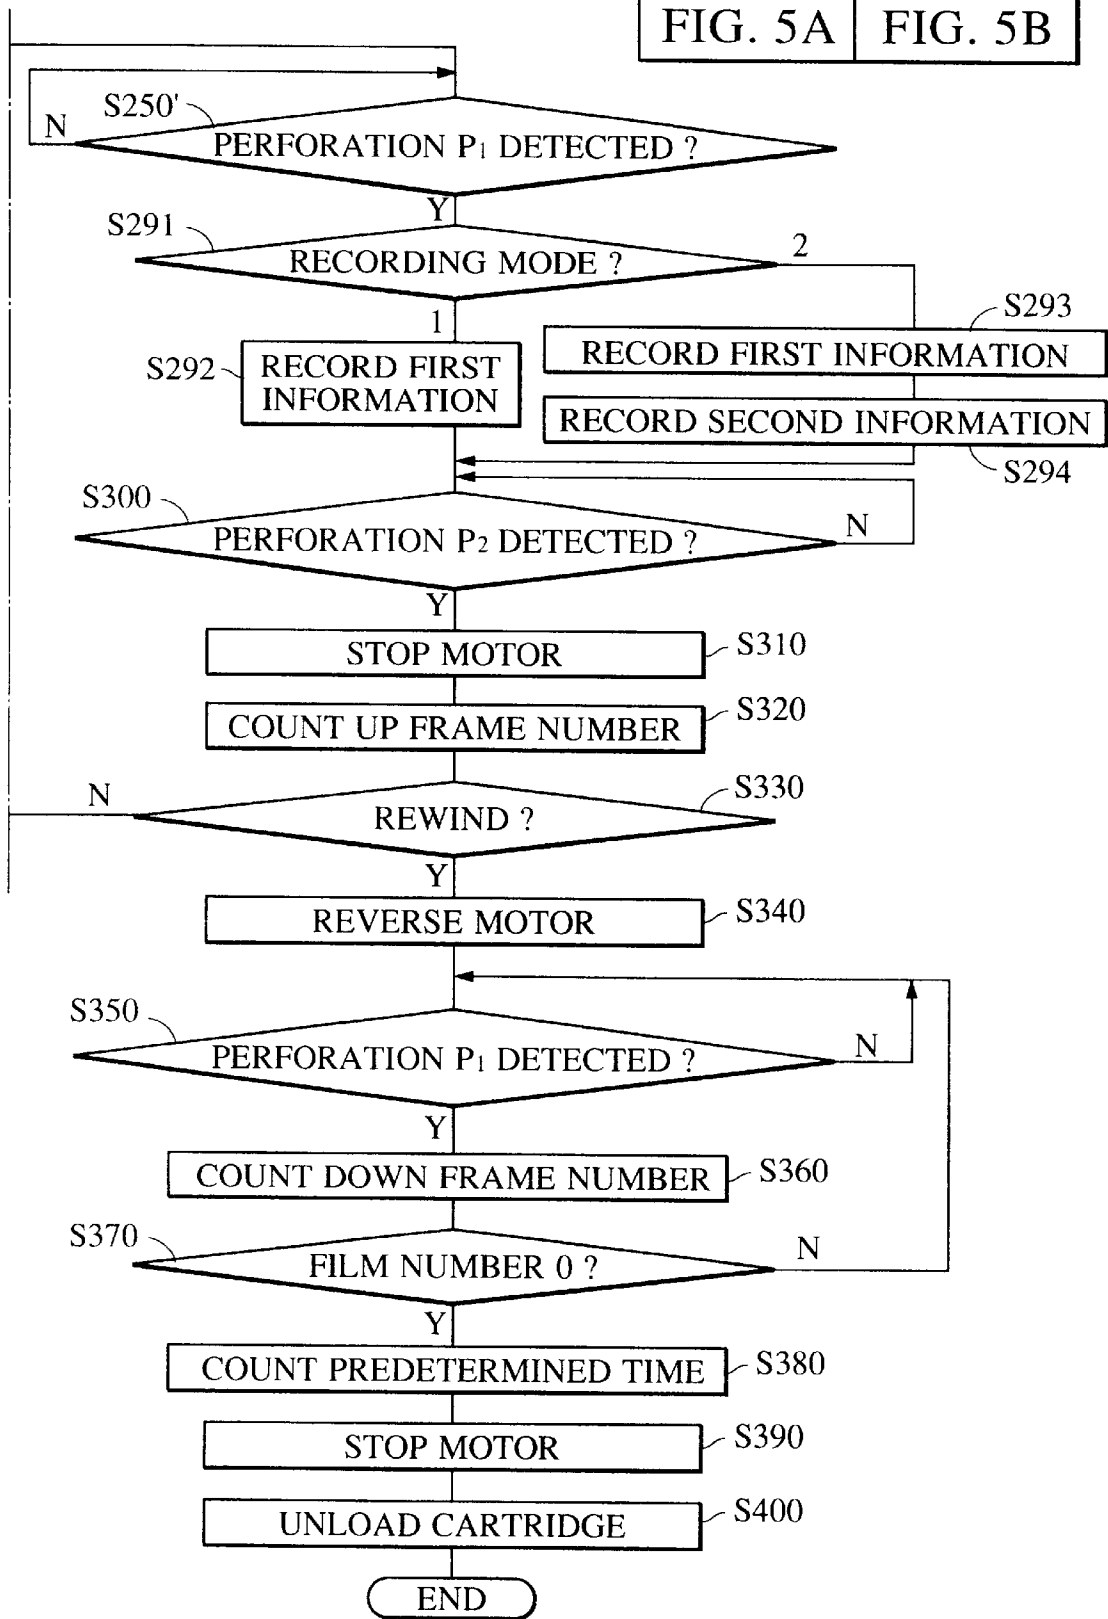 FIG. 5A FIG. 5B
S250'
N
PERFORATION P1 DETECTED ?
Y
S291
RECORDING MODE ?
2
1
S293
RECORD FIRST INFORMATION
S292
RECORD FIRST
INFORMATION
RECORD SECOND INFORMATION
S294
S300
PERFORATION P2 DETECTED ?
N
Y
STOP MOTOR
S310
COUNT UP FRAME NUMBER
S320
N
REWIND ?
S330
Y
REVERSE MOTOR
S340
S350
PERFORATION P1 DETECTED ?
N
Y
COUNT DOWN FRAME NUMBER
S360
S370
FILM NUMBER 0 ?
N
Y
COUNT PREDETERMINED TIME
S380
STOP MOTOR
S390
UNLOAD CARTRIDGE
S400
END